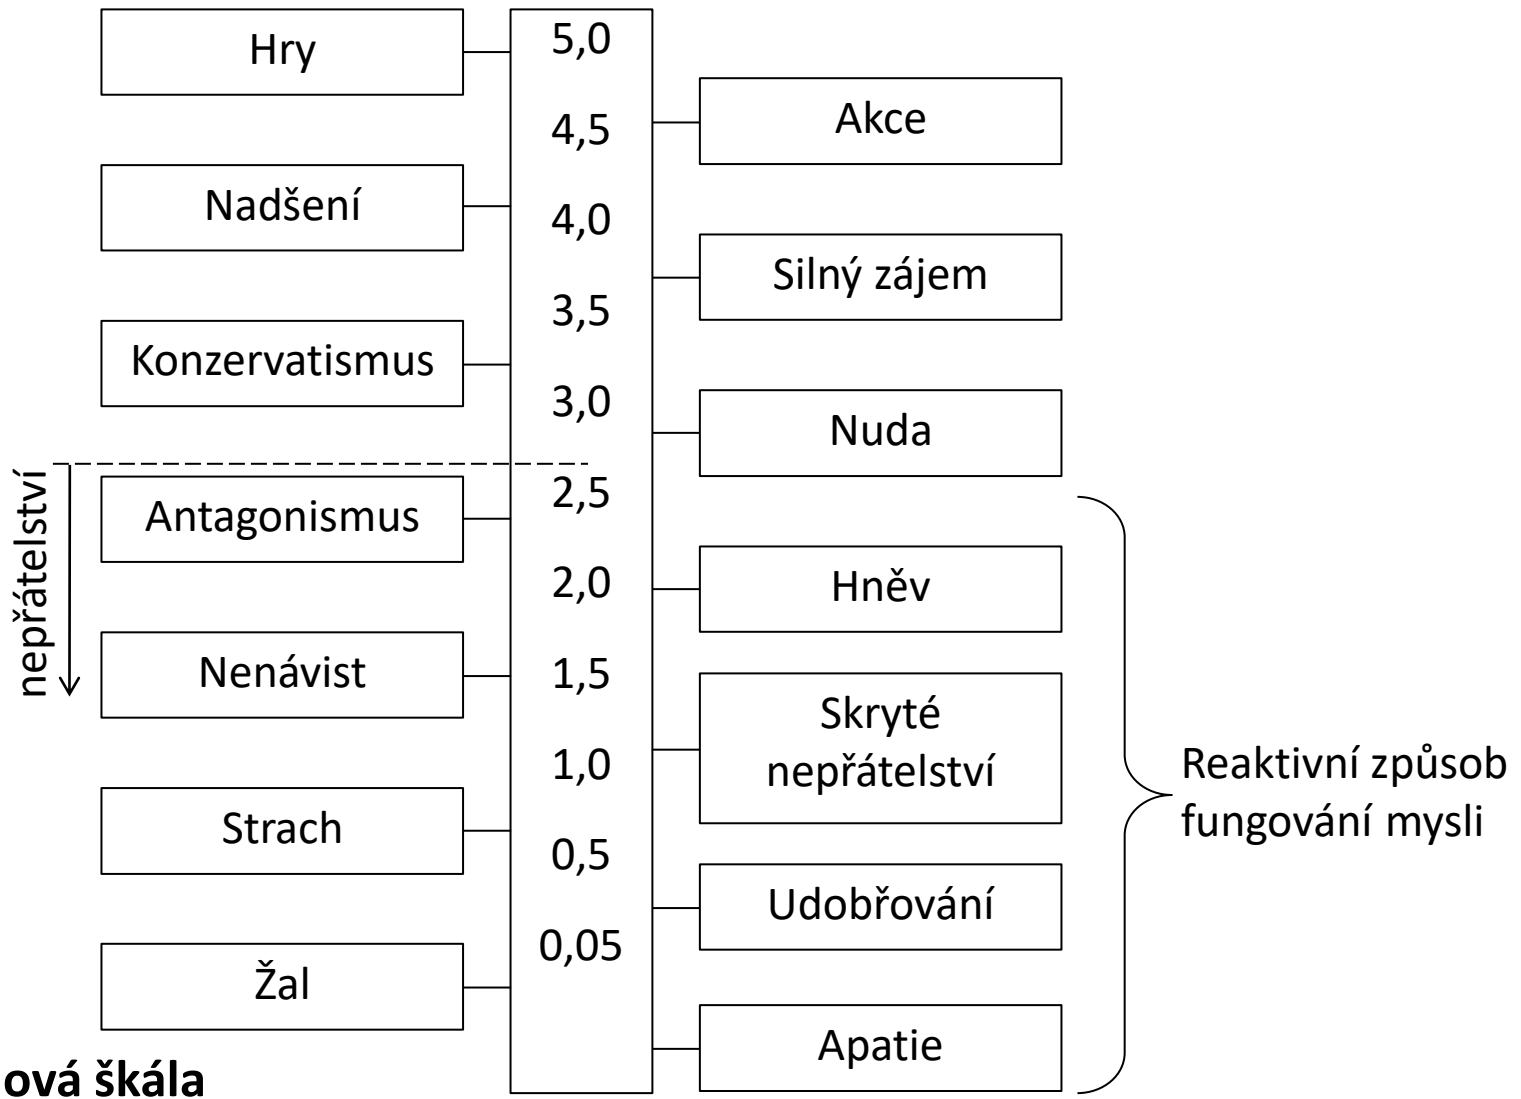 Hry
5,0
Akce
4,5
Nadšení
4,0
Silný zájem
3,5
Konzervatismus
3,0
Nuda
nepřátelství
Antagonismus
2,5
Hněv
2,0
Nenávist
1,5
Skryté
nepřátelství
1,0
Strach
0,5
Udobřování
0,05
Žal
Apatie
Reaktivní způsob
fungování mysli
ová škála